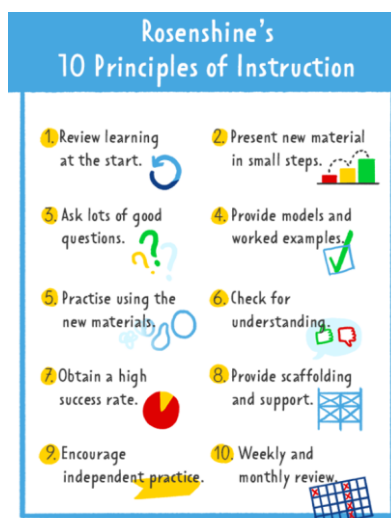 Rosenshine's
10 Principles of Instruction
1. Review learning
at the start.
2. Present new material
in small steps.
3. Ask lots of good
questions.
4. Provide models and
worked examples.
5. Practise using the
new materials.
6. Check for
understanding.
7. Obtain a high
success rate.
8. Provide scaffolding
and support.
9. Encourage
independent practice.
10. Weekly and
monthly review.